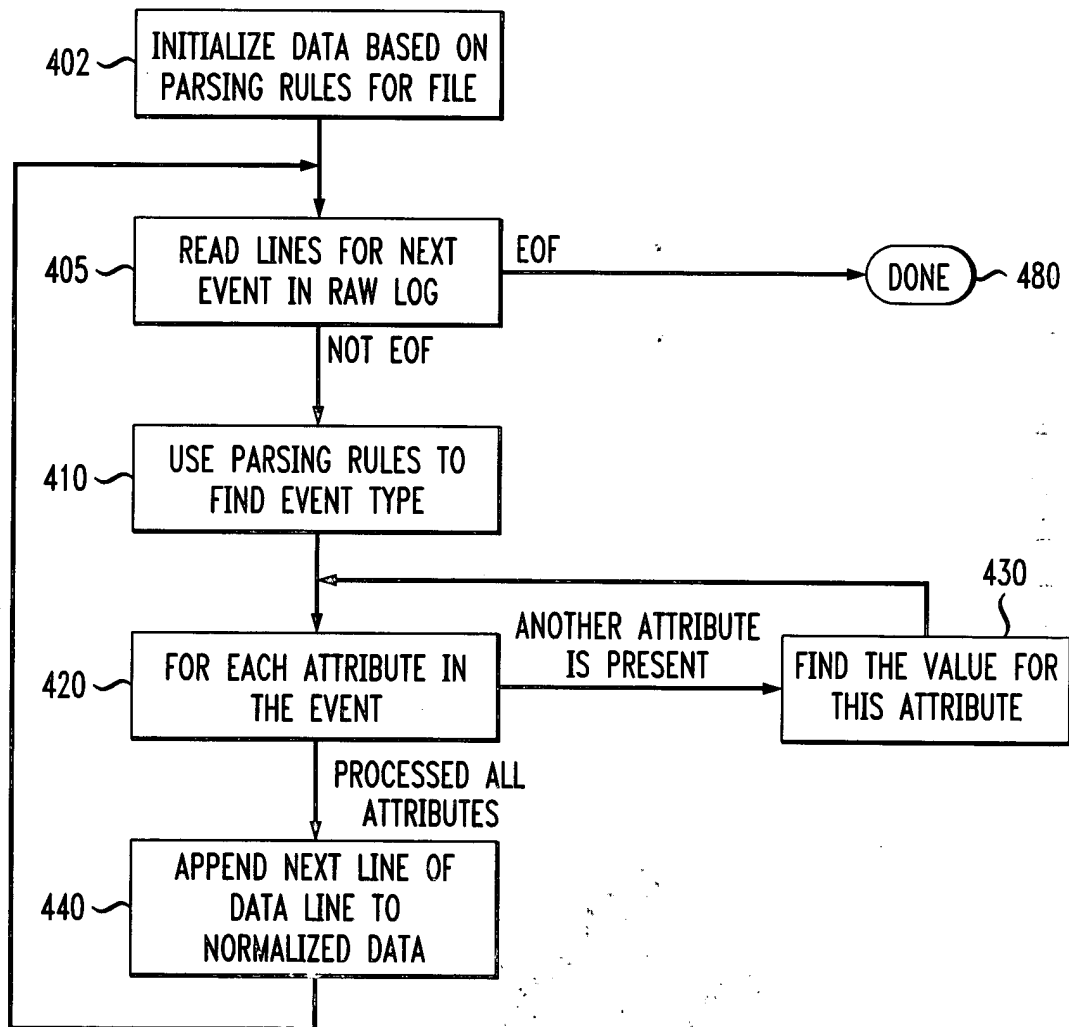 402
INITIALIZE DATA BASED ON
PARSING RULES FOR FILE
405
READ LINES FOR NEXT
EVENT IN RAW LOG
EOF
DONE
480
NOT EOF
410
USE PARSING RULES TO
FIND EVENT TYPE
430
420
FOR EACH ATTRIBUTE IN
THE EVENT
ANOTHER ATTRIBUTE
IS PRESENT
FIND THE VALUE FOR
THIS ATTRIBUTE
PROCESSED ALL
ATTRIBUTES
440
APPEND NEXT LINE OF
DATA LINE TO
NORMALIZED DATA